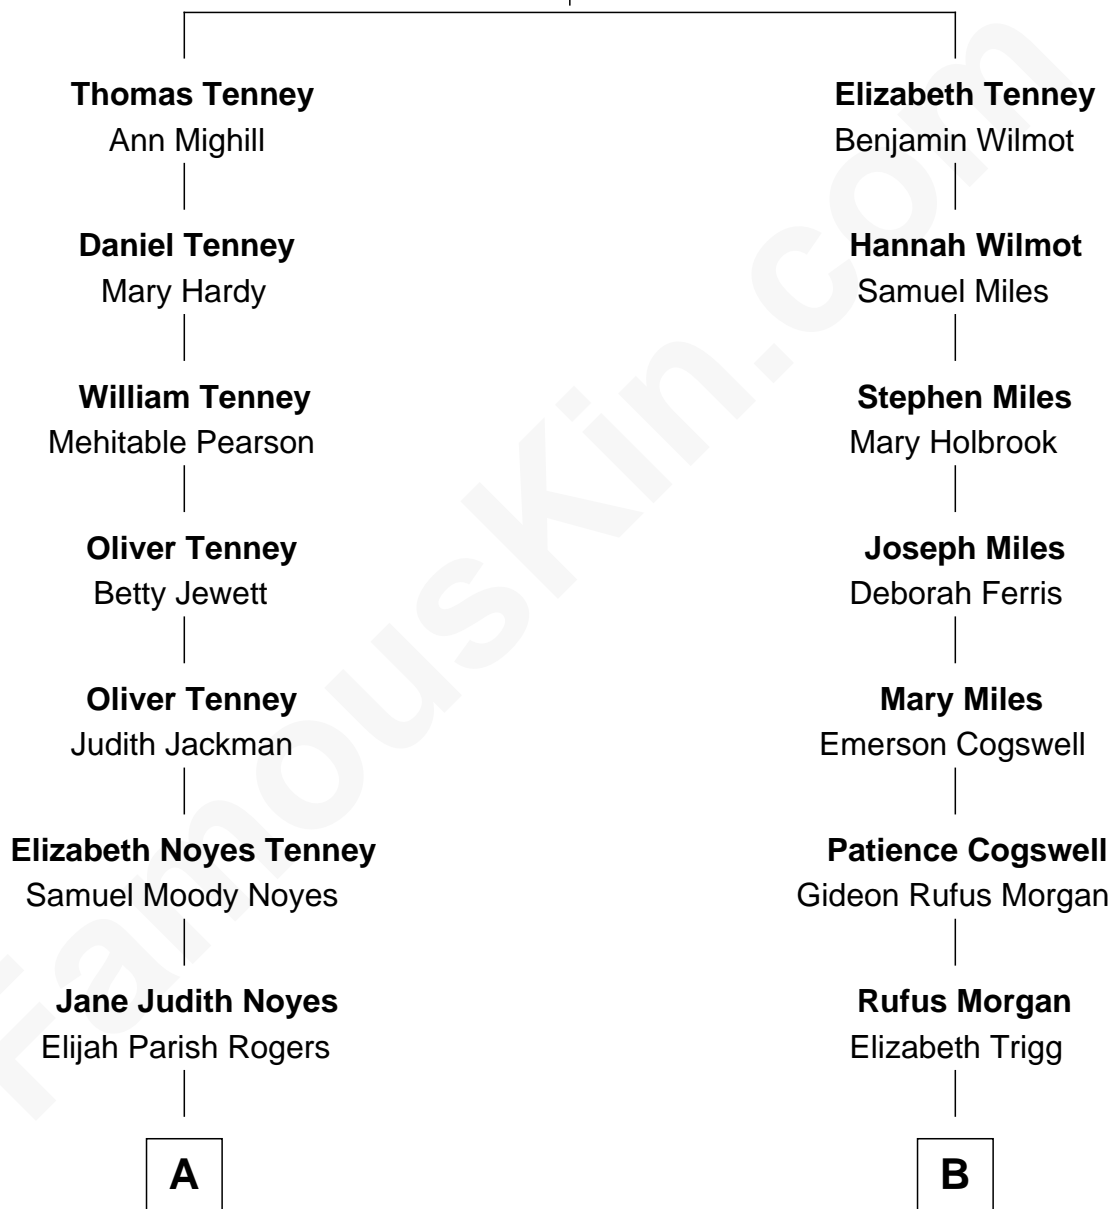 Thomas Tenney
Ann Mighill
Daniel Tenney
Mary Hardy
William Tenney
Mehitable Pearson
Oliver Tenney
Betty Jewett
Oliver Tenney
Judith Jackman
Elizabeth Noyes Tenney
Samuel Moody Noyes
Jane Judith Noyes
Elijah Parish Rogers
A
Elizabeth Tenney
Benjamin Wilmot
Hannah Wilmot
Samuel Miles
Stephen Miles
Mary Holbrook
Joseph Miles
Deborah Ferris
Mary Miles
Emerson Cogswell
Patience Cogswell
Gideon Rufus Morgan
Rufus Morgan
Elizabeth Trigg
B
FamousKin.com